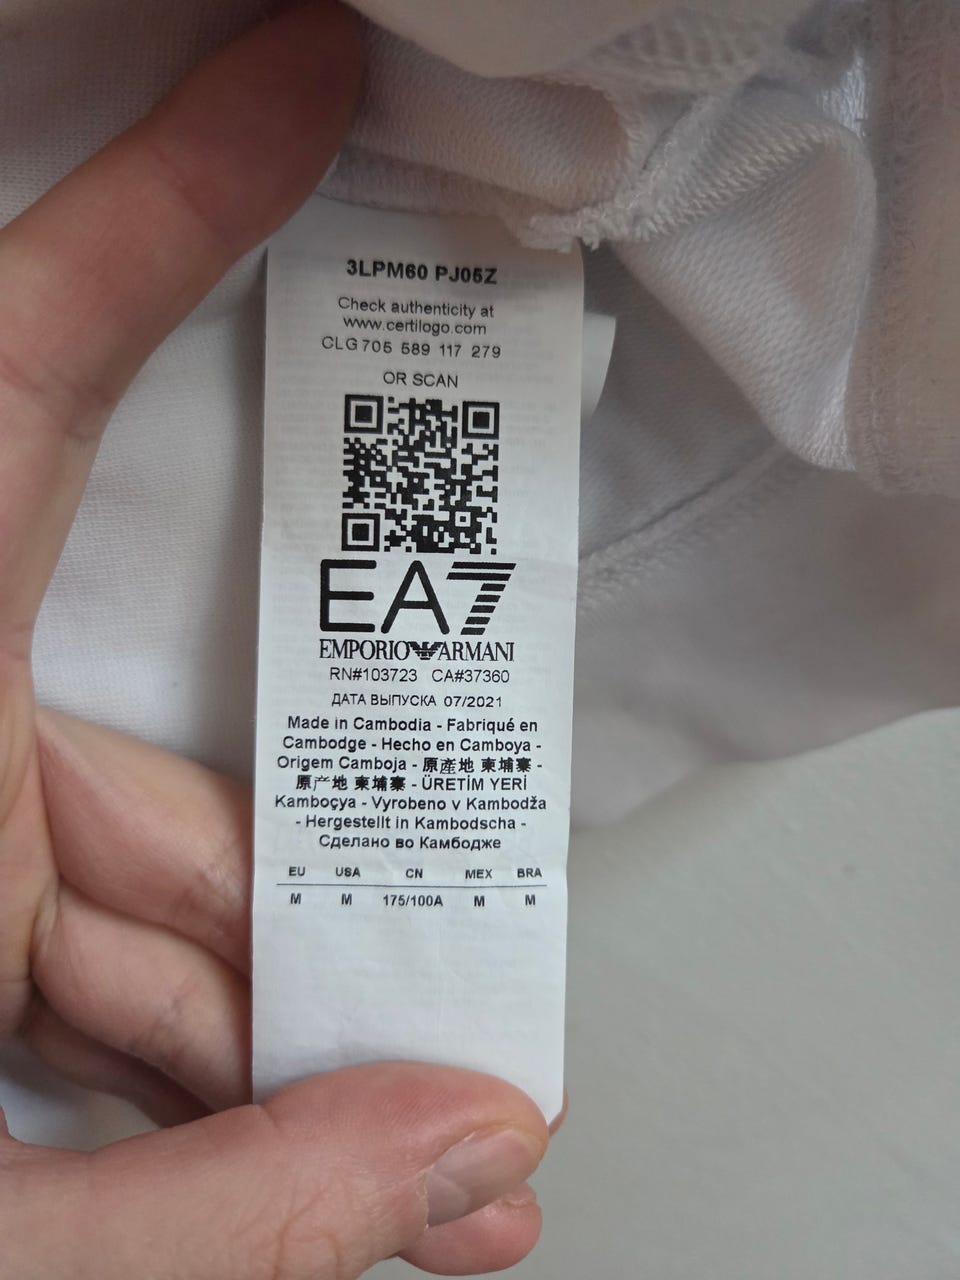 3LPM60 PJ05Z
Check authenticity at
www.certilogo.com
CLG 705 589 117 279
OR SCAN
EA7
EMPORIO ARMANI
RN#103723 CA#37360
ДАТА ВЫПУСКА 07/2021
Made in Cambodia - Fabriqué en
Cambodge - Hecho en Camboya -
Origem Camboja - 原產地 柬埔寨 -
原产地 柬埔寨 - ÜRETİM YERİ
Kamboçya - Vyrobeno v Kambodža
- Hergestellt in Kambodscha -
Сделано во Камбодже
EU USA CN MEX BRA
M M 175/100A M M